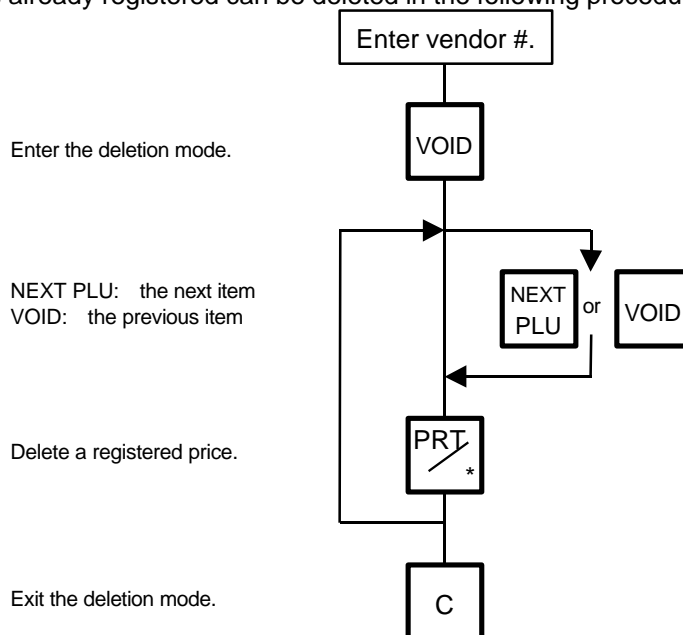 already registered can be deleted in the following procedu
Enter vendor #.
Enter the deletion mode.
VOID
NEXT PLU: the next item
VOID: the previous item
NEXT
PLU
or
VOID
Delete a registered price.
PRT
*
Exit the deletion mode.
C